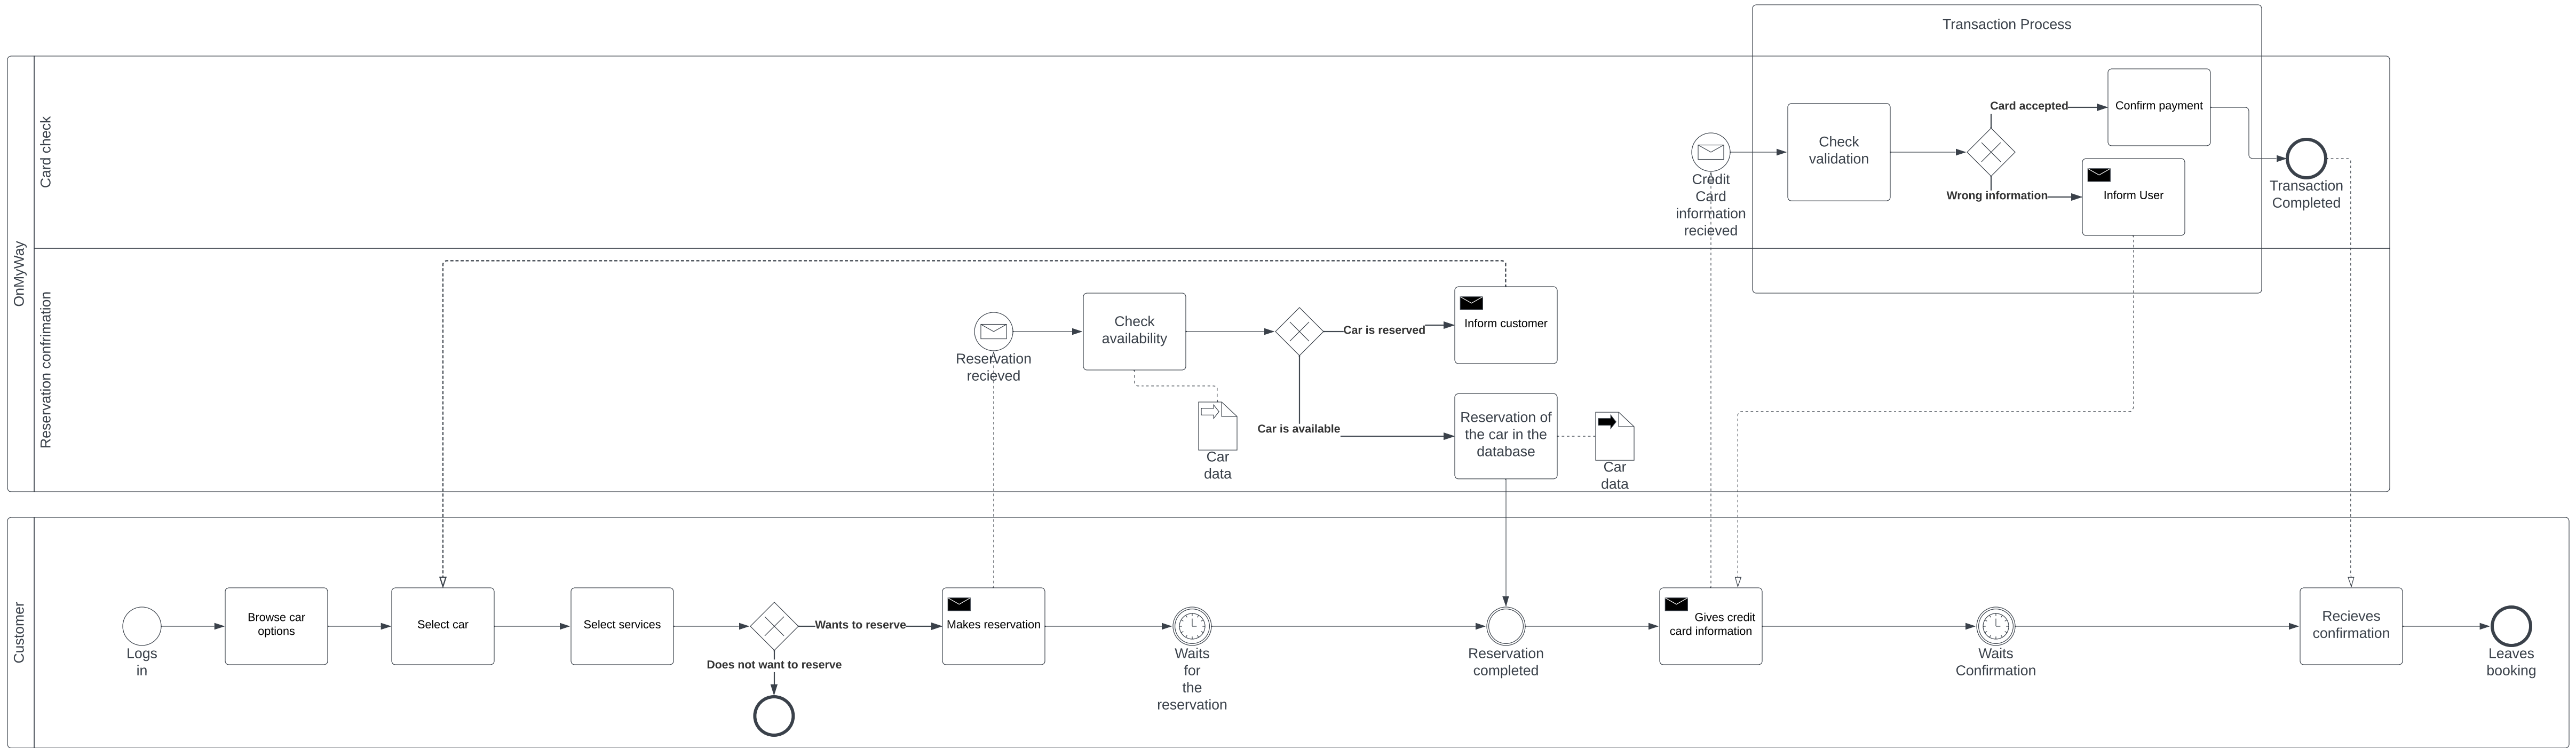 Transaction Process
OnMyWay
Card check
Credit
Card
information
recieved
Check
validation
Card accepted
Confirm payment
Wrong information
Inform User
Transaction
Completed
Reservation confrimation
Reservation
recieved
Check
availability
Car is reserved
Inform customer
Car is available
Reservation of
the car in the
database
Car
data
Car
data
Customer
Logs
in
Browse car
options
Select car
Select services
Wants to reserve
Does not want to reserve
Makes reservation
Waits
for
the
reservation
Reservation
completed
Gives credit
card information
Waits
Confirmation
Recieves
confirmation
Leaves
booking